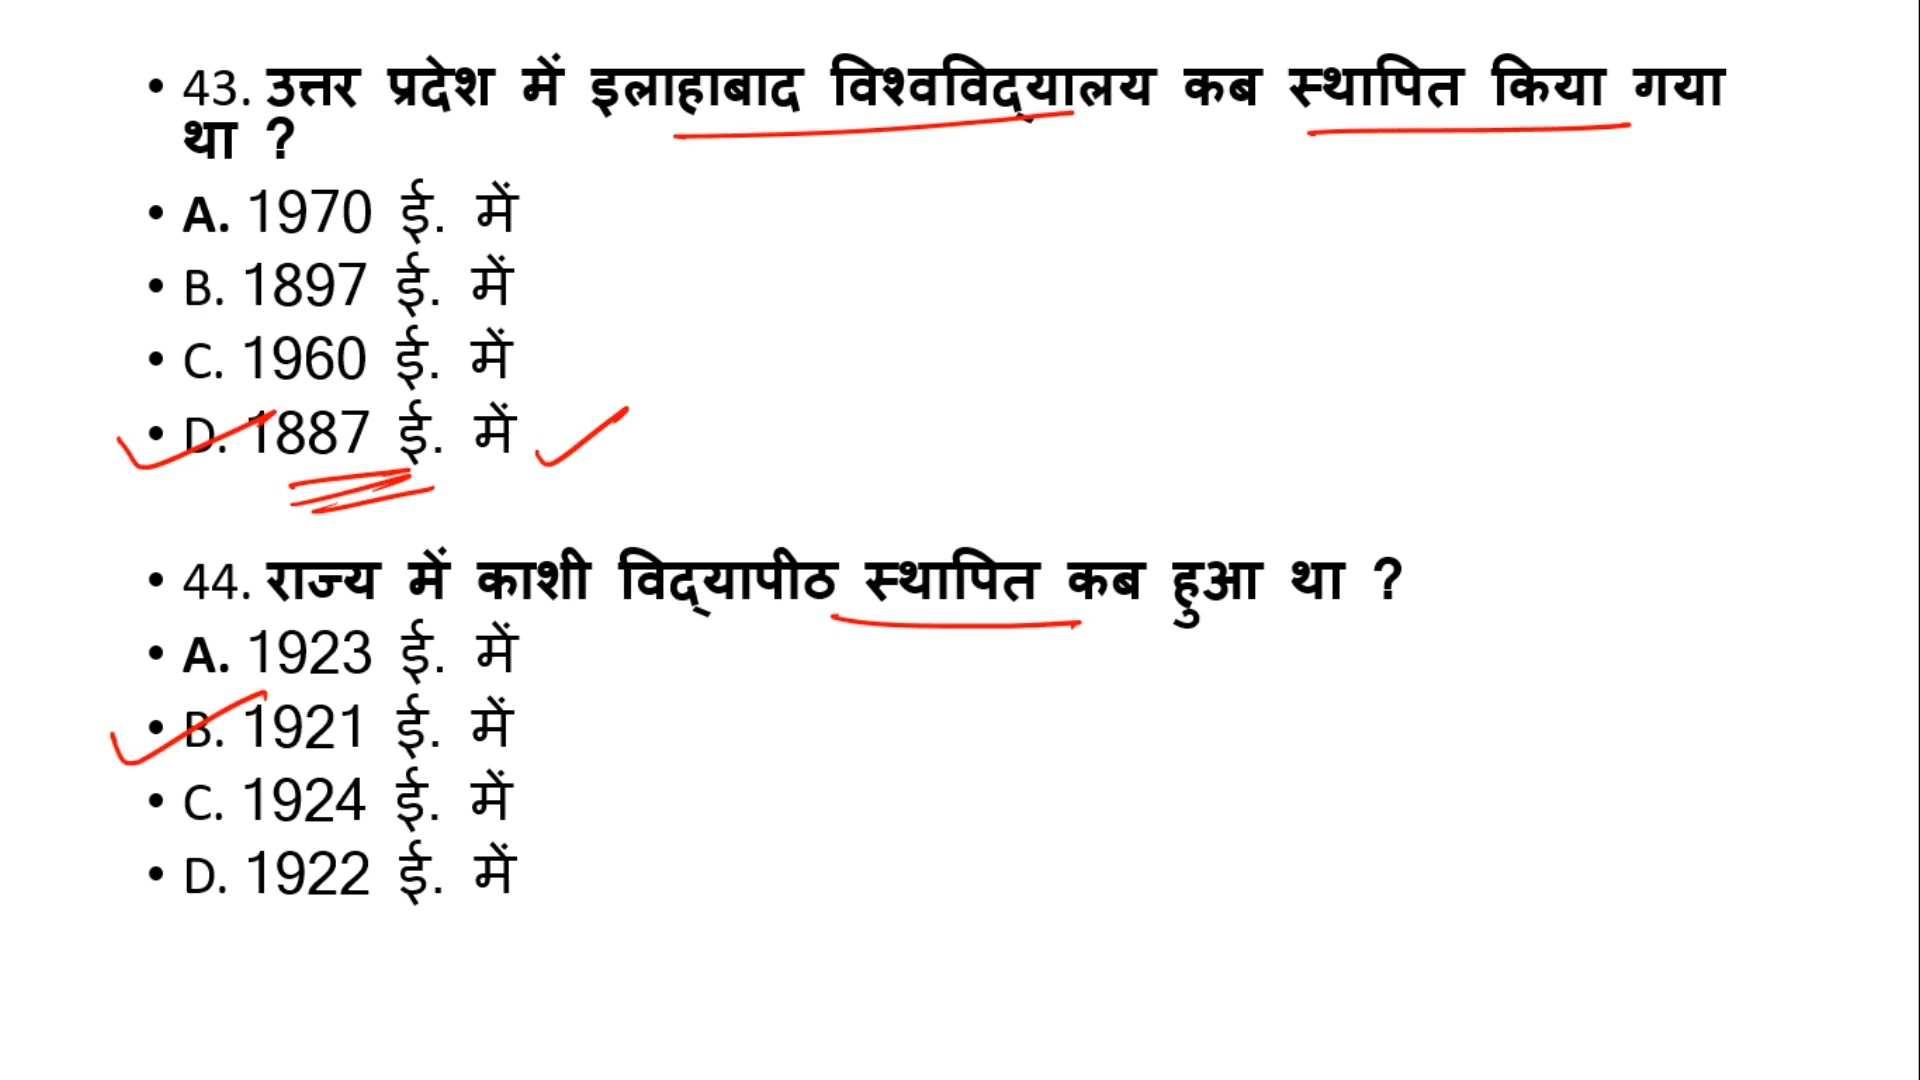 • 43. उत्तर प्रदेश में इलाहाबाद विश्वविद्यालय कब स्थापित किया गया
था ?
• A. 1970 ई. में
• B. 1897 ई. में
• C. 1960 ई. में
• D. 1887 ई. में
• 44. राज्य में काशी विद्यापीठ स्थापित कब हुआ था ?
• A. 1923 ई. में
• B. 1921 ई. में
• C. 1924 ई. में
• D. 1922 ई. में